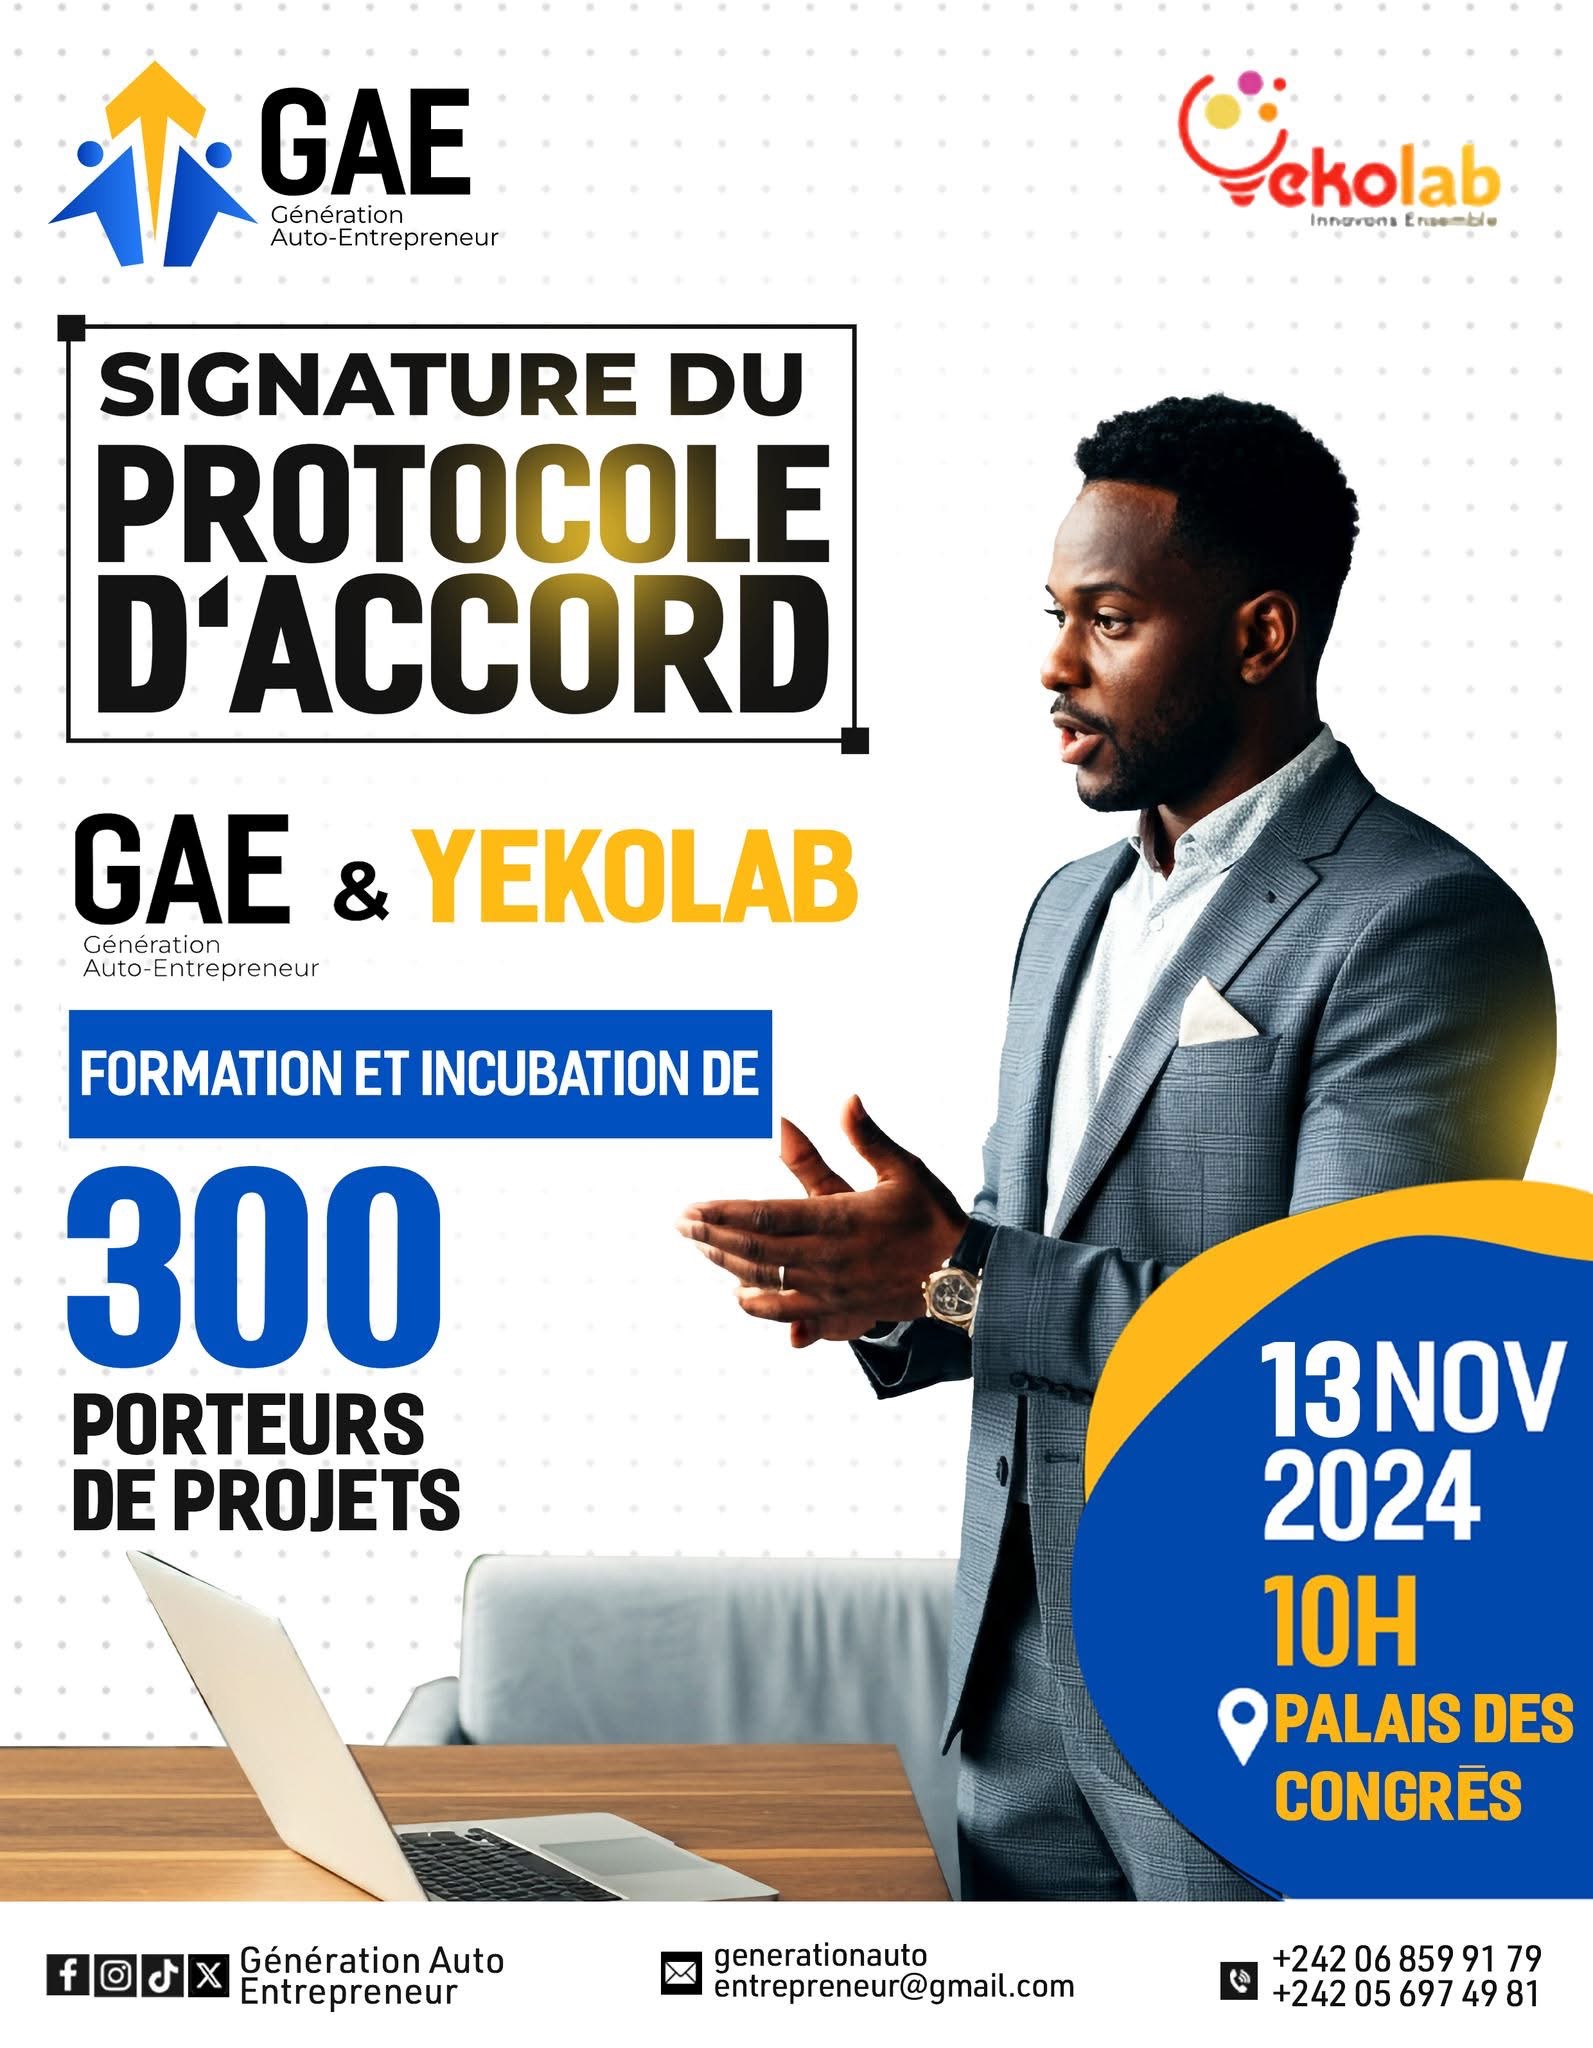 GAE
Génération
Auto-Entrepreneur
Yekolab
Innovons Ensemble
SIGNATURE DU
PROTOCOLE
D'ACCORD
GAE & YEKOLAB
Génération
Auto-Entrepreneur
FORMATION ET INCUBATION DE
300
PORTEURS
DE PROJETS
13 NOV
2024
10H
PALAIS DES
CONGRĒS
Génération Auto
Entrepreneur
generationauto
entrepreneur@gmail.com
+242 06 859 91 79
+242 05 697 49 81